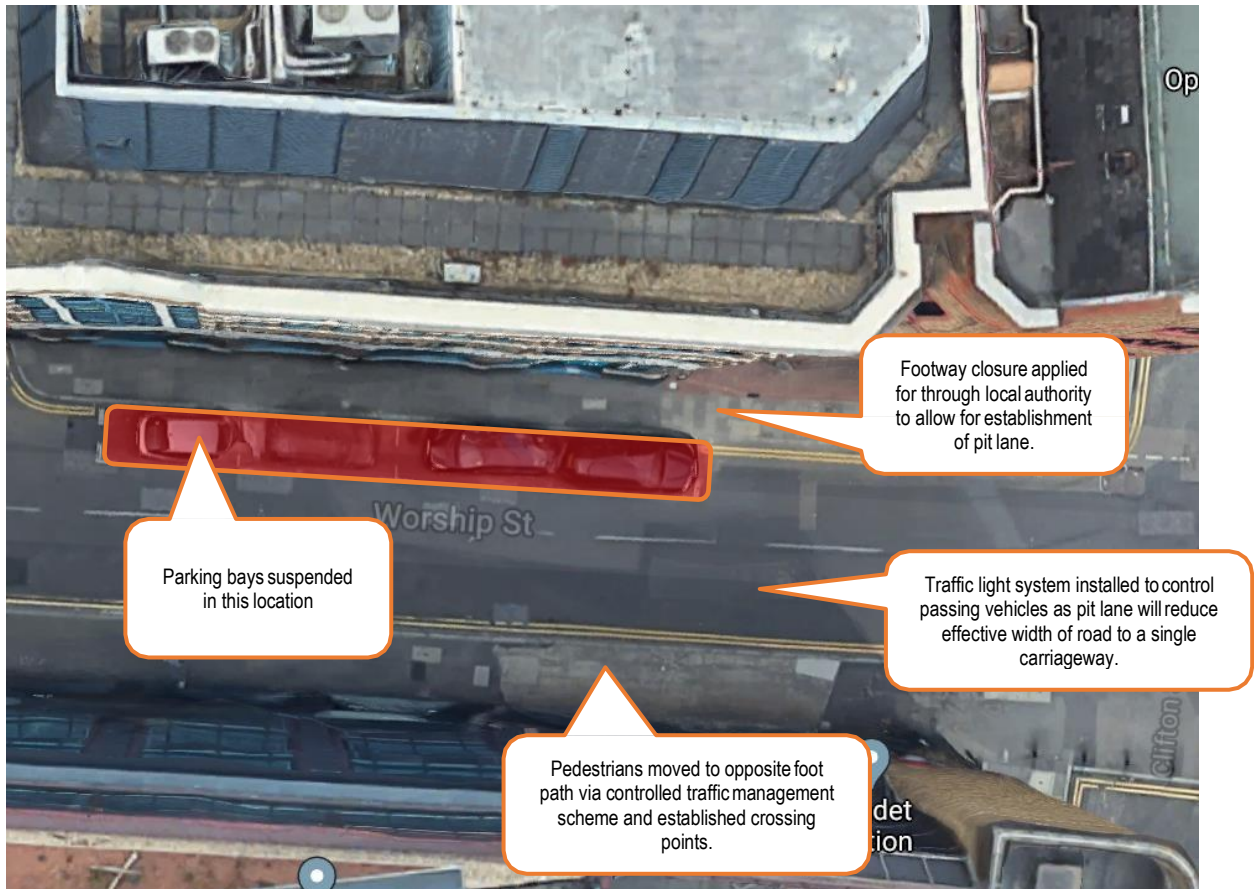 Op
Footway closure applied
for through local authority
to allow for establishment
of pit lane.
Worship St
Parking bays suspended
in this location
Traffic light system installed to control
passing vehicles as pit lane will reduce
effective width of road to a single
carriageway.
Clifton
Pedestrians moved to opposite foot
path via controlled traffic management
scheme and established crossing
points.
det
tion